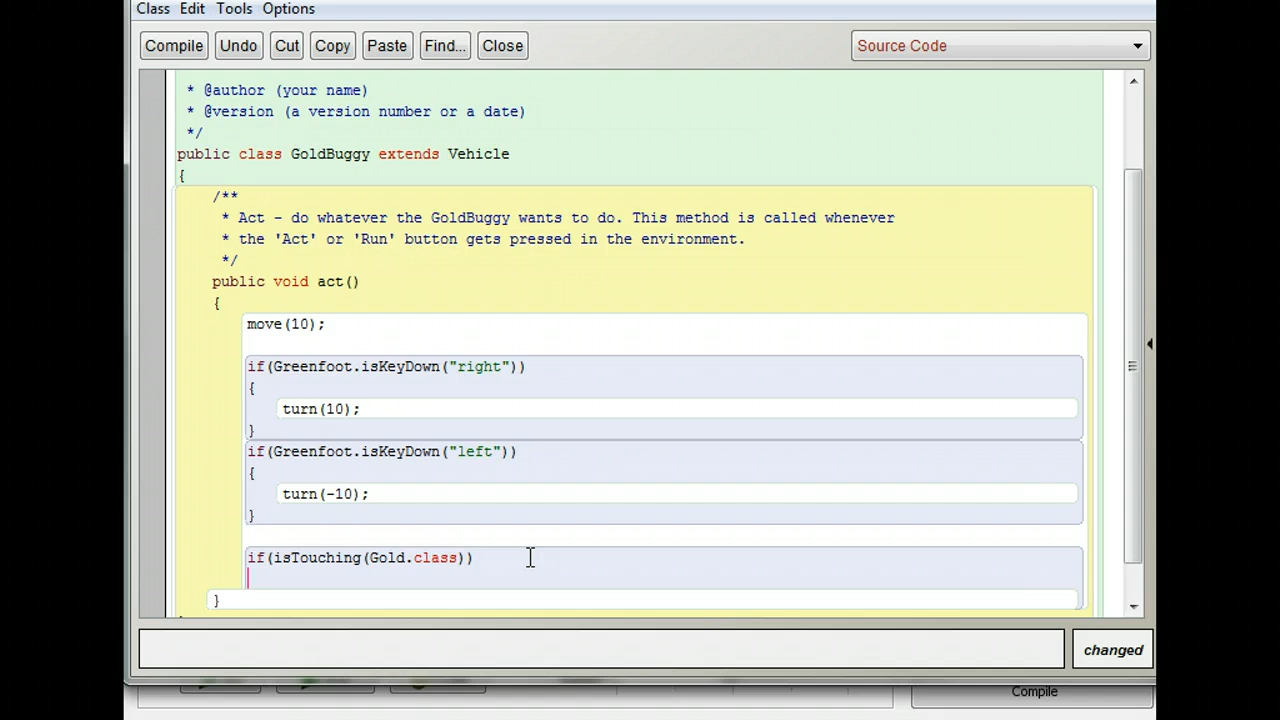 Class Edit Tools Options
Compile Undo Cut Copy Paste Find... Close Source Code
* @author (your name)
* @version (a version number or a date)
*/
public class GoldBuggy extends Vehicle
{
/**
* Act - do whatever the GoldBuggy wants to do. This method is called whenever
* the 'Act' or 'Run' button gets pressed in the environment.
*/
public void act()
{
move(10);
if(Greenfoot.isKeyDown("right"))
{
turn(10);
}
if(Greenfoot.isKeyDown("left"))
{
turn(-10);
}
if(isTouching(Gold.class))
}
changed
Compile